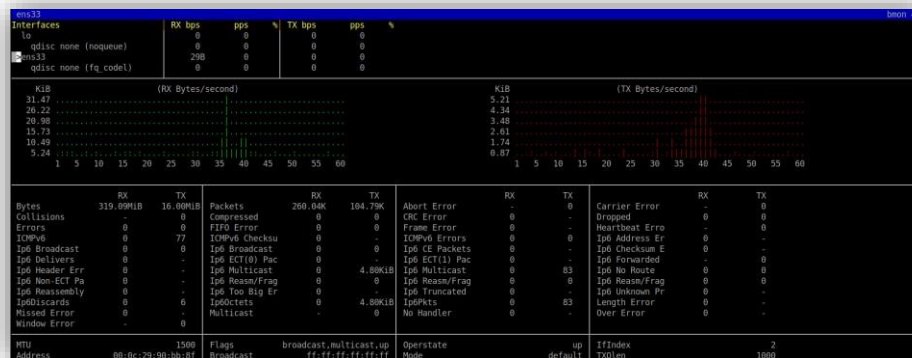 ens33 bmon
Interfaces RX bps pps % TX bps pps %
lo 0 0 0 0
qdisc none (noqueue) 0 0 0 0
>ens33 29B 0 0 0
qdisc none (fq_codel) 0 0 0 0
KiB (RX Bytes/second) KiB (TX Bytes/second)
31.47 5.21
26.22 4.34
20.98 3.48
15.73 2.61
10.49 1.74
5.24 0.87
1 5 10 15 20 25 30 35 40 45 50 55 60 1 5 10 15 20 25 30 35 40 45 50 55 60
RX TX RX TX RX TX RX TX
Bytes 319.09MiB 16.00MiB Packets 260.04K 104.79K Abort Error - 0 Carrier Error - 0
Collisions - 0 Compressed 0 0 CRC Error 0 - Dropped 0 0
Errors 0 0 FIFO Error 0 0 Frame Error 0 - Heartbeat Erro - 0
ICMPv6 0 77 ICMPv6 Checksu 0 - ICMPv6 Errors 0 0 Ip6 Address Er 0 -
Ip6 Broadcast 0 0 Ip6 Broadcast 0 0 Ip6 CE Packets 0 - Ip6 Checksum E 0 -
Ip6 Delivers 0 - Ip6 ECT(0) Pac 0 - Ip6 ECT(1) Pac 0 - Ip6 Forwarded - 0
Ip6 Header Err 0 - Ip6 Multicast 0 4.80KiB Ip6 Multicast 0 83 Ip6 No Route 0 0
Ip6 Non-ECT Pa 0 - Ip6 Reasm/Frag 0 0 Ip6 Reasm/Frag 0 0 Ip6 Reasm/Frag 0 0
Ip6 Reassembly 0 - Ip6 Too Big Er 0 - Ip6 Truncated 0 - Ip6 Unknown Pr 0 -
Ip6Discards 0 6 Ip6Octets 0 4.80KiB Ip6Pkts 0 83 Length Error 0 -
Missed Error 0 - Multicast - 0 No Handler 0 - Over Error 0 -
Window Error - 0
MTU 1500 Flags broadcast,multicast,up Operstate up IfIndex 2
Address 00:0c:29:90:bb:8f Broadcast ff:ff:ff:ff:ff:ff Mode default TXQlen 1000